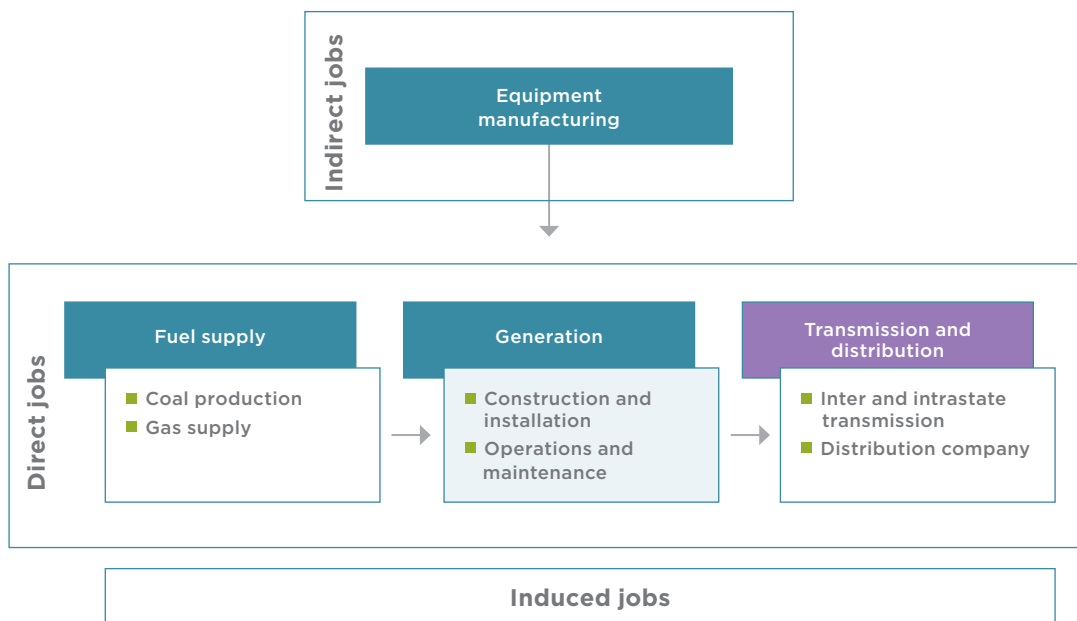 Indirect jobs
Equipment
manufacturing
Direct jobs
Fuel supply
Coal production
Gas supply
Generation
Construction and
installation
Operations and
maintenance
Transmission and
distribution
Inter and intrastate
transmission
Distribution company
Induced jobs